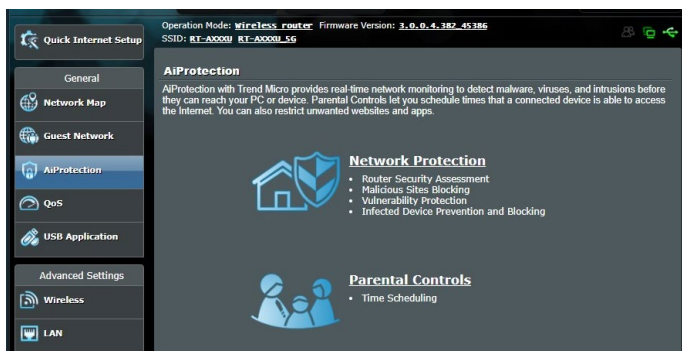 Operation Mode: Wireless router Firmware Version: 3.0.0.4.382_45386
SSID: RT-AXXXU RT-AXXXU_5G
Quick Internet Setup
General
Network Map
Guest Network
AiProtection
QoS
USB Application
Advanced Settings
Wireless
LAN
AiProtection
AiProtection with Trend Micro provides real-time network monitoring to detect malware, viruses, and intrusions before
they can reach your PC or device. Parental Controls let you schedule times that a connected device is able to access
the Internet. You can also restrict unwanted websites and apps.
Network Protection
• Router Security Assessment
• Malicious Sites Blocking
• Vulnerability Protection
• Infected Device Prevention and Blocking
Parental Controls
• Time Scheduling